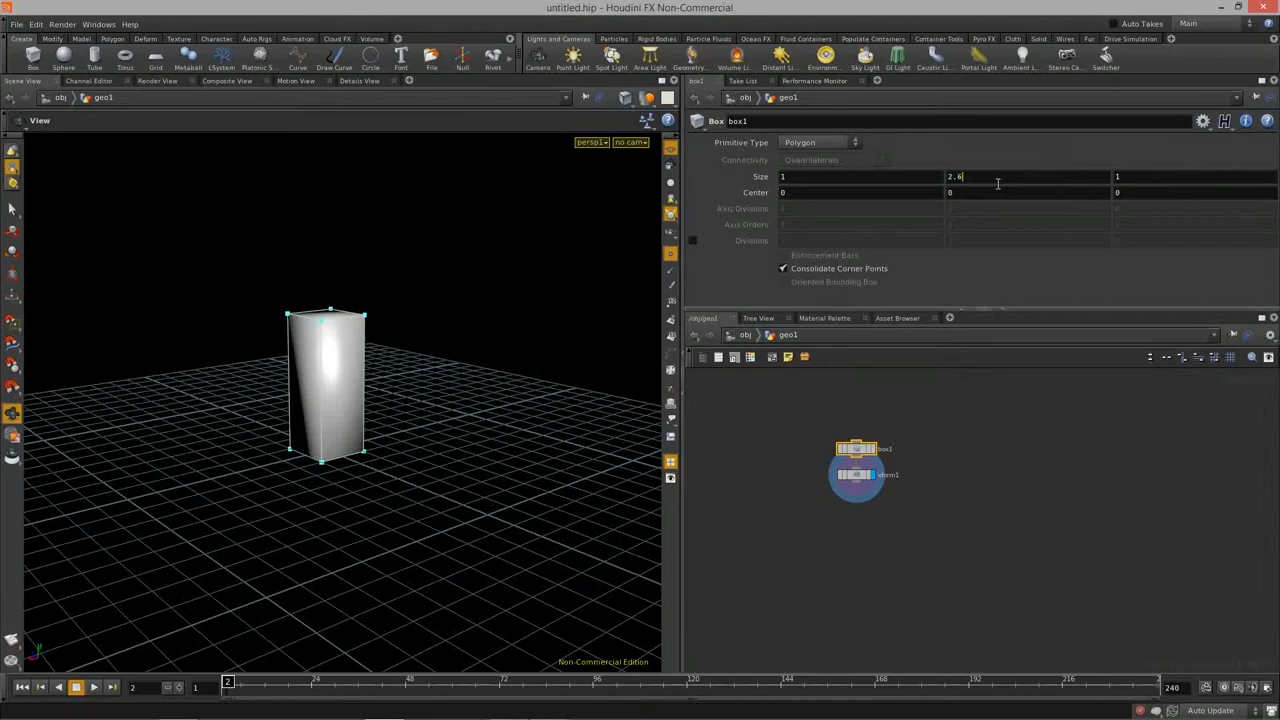 untitled.hip - Houdini FX Non-Commercial
File Edit Render Windows Help
Auto Takes Main
Create Modify Model Polygon Deform Texture Character Auto Rigs Animation Cloud FX Volume
Lights and Cameras Particles Rigid Bodies Particle Fluids Ocean FX Fluid Containers Populate Containers Container Tools Pyro FX Cloth Solid Wires Fur Drive Simulation
Box Sphere Tube Torus Grid Metaball LSystem Platonic S... Curve Draw Curve Circle Font File Null Rivet
Camera Point Light Spot Light Area Light Geometry... Volume Li... Distant Li... Environm... Sky Light GI Light Caustic Li... Portal Light Ambient L... Stereo Ca... Switcher
Scene View Channel Editor Render View Composite View Motion View Details View
box1 Take List Performance Monitor
obj geo1
obj geo1
View
Box box1
persp1 no cam
Primitive Type Polygon
Connectivity Quadrilaterals
Size 1 2.6 1
Center 0 0 0
Axis Divisions
Axis Orders
Divisions
Enforcement Bars
Consolidate Corner Points
Oriented Bounding Box
/obj/geo1 Tree View Material Palette Asset Browser
obj geo1
box1
xform1
Non-Commercial Edition
2 1 2 24 48 72 96 120 144 168 192 216 2 240
Auto Update